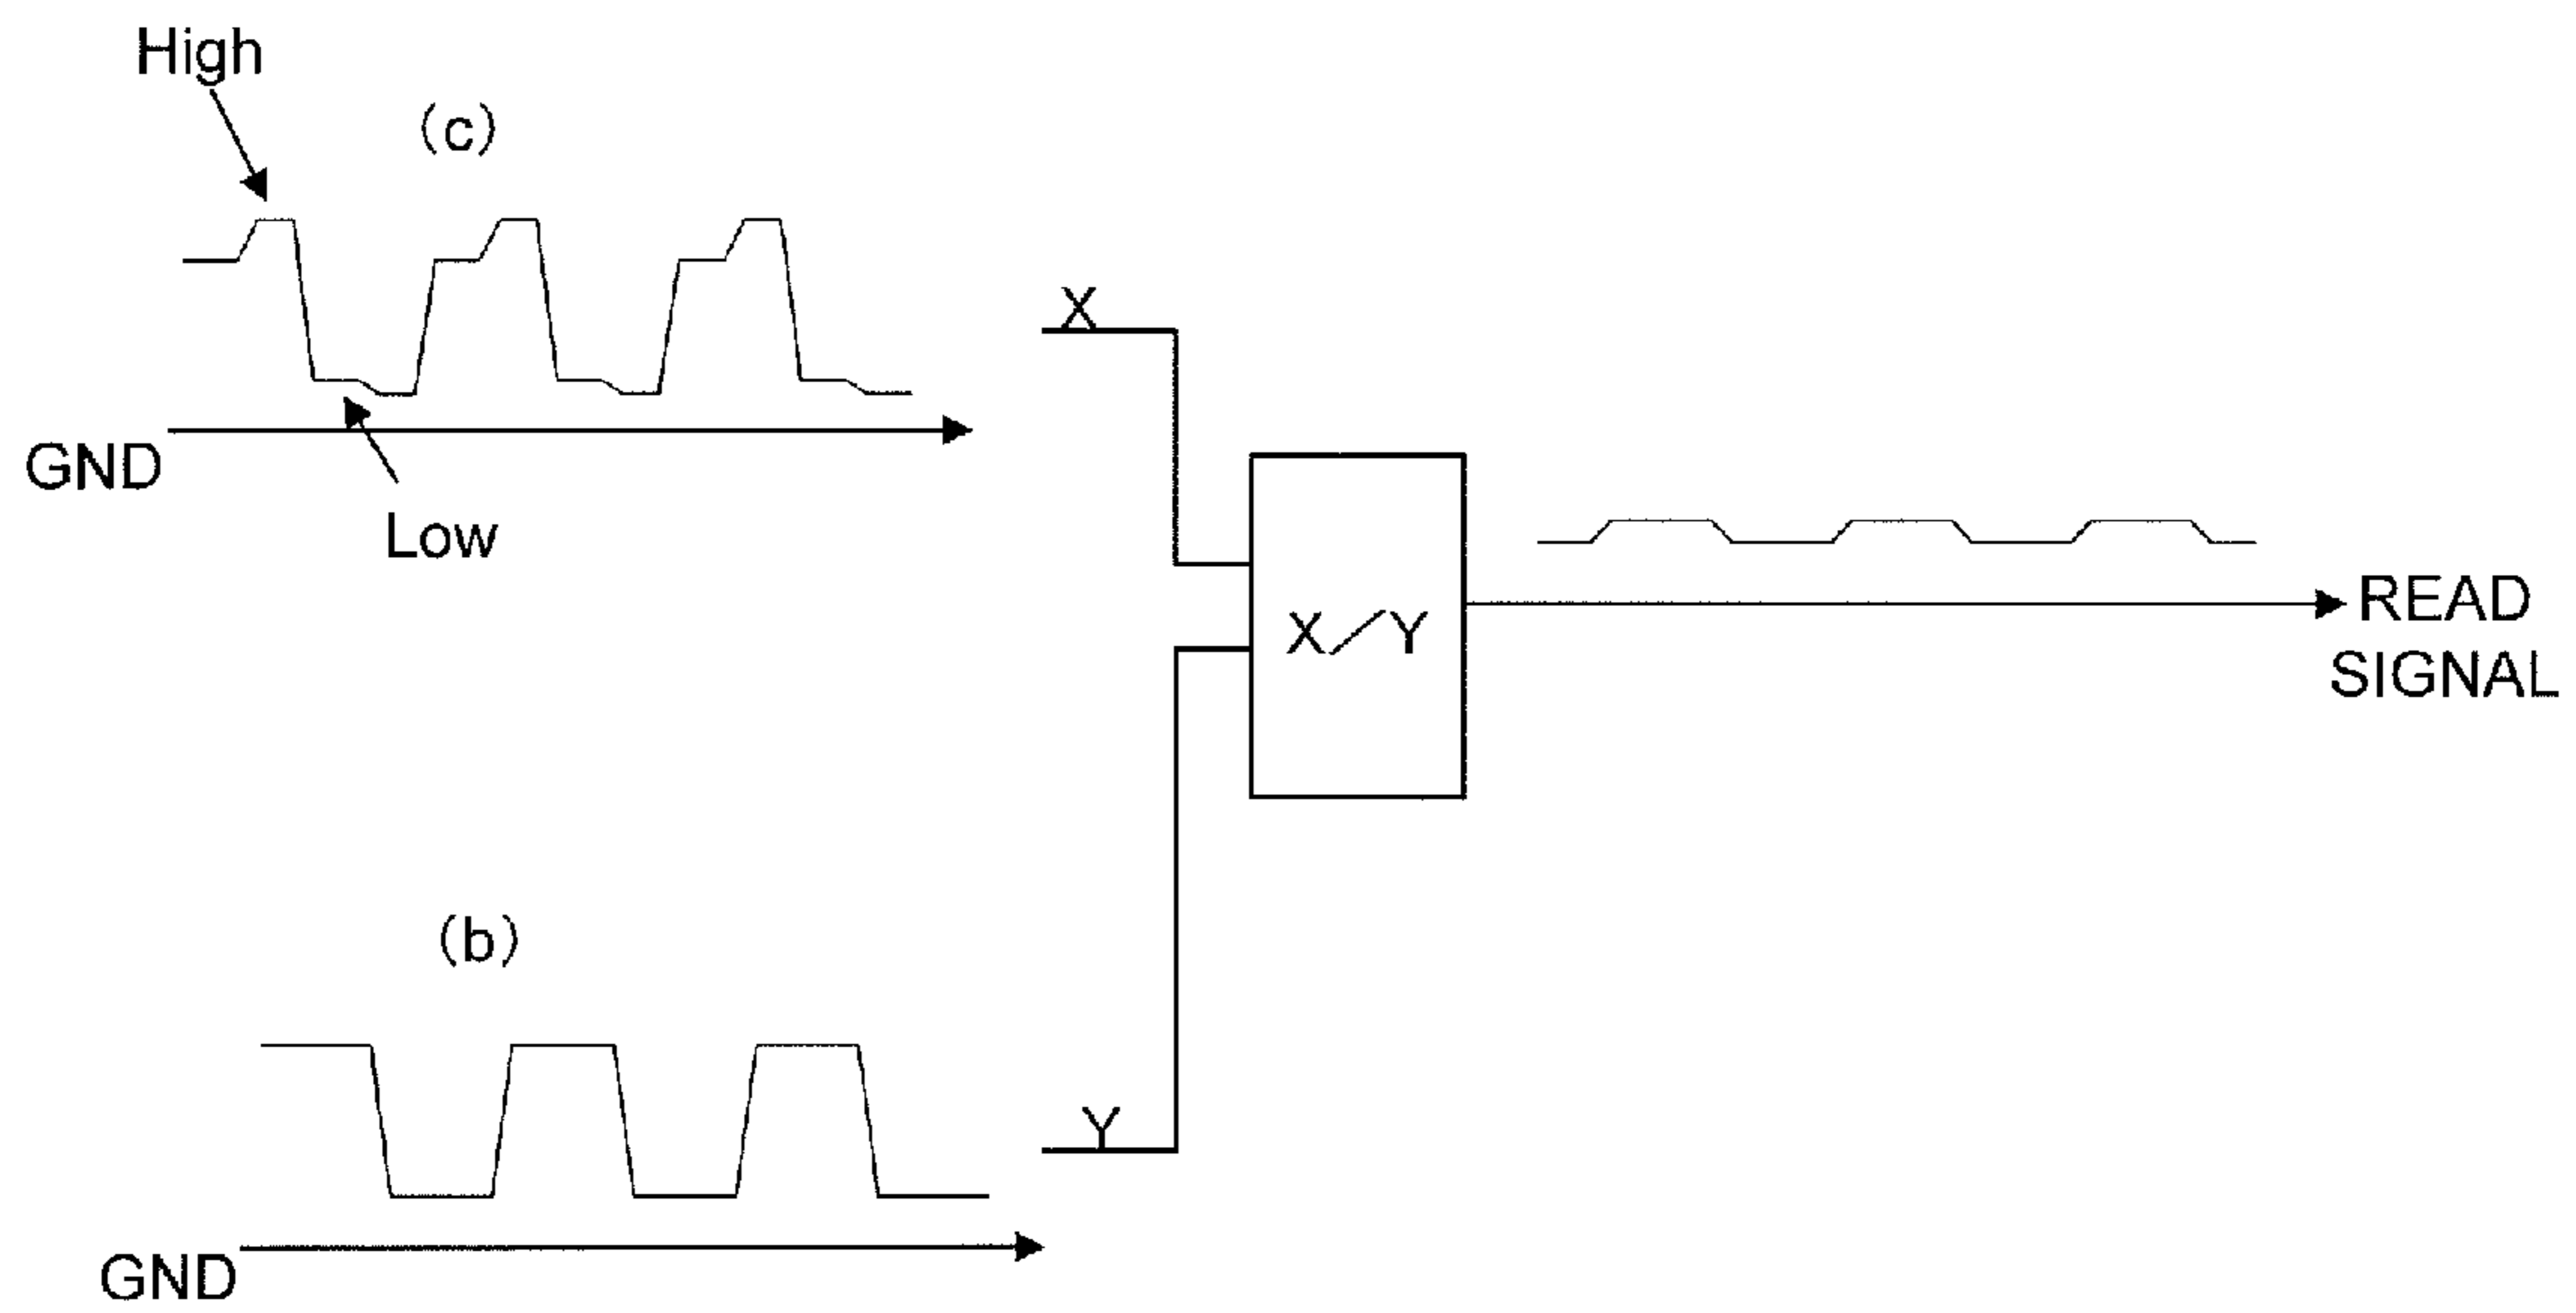 High
(c)
GND
Low
X
X／Y
READ
SIGNAL
(b)
Y
GND